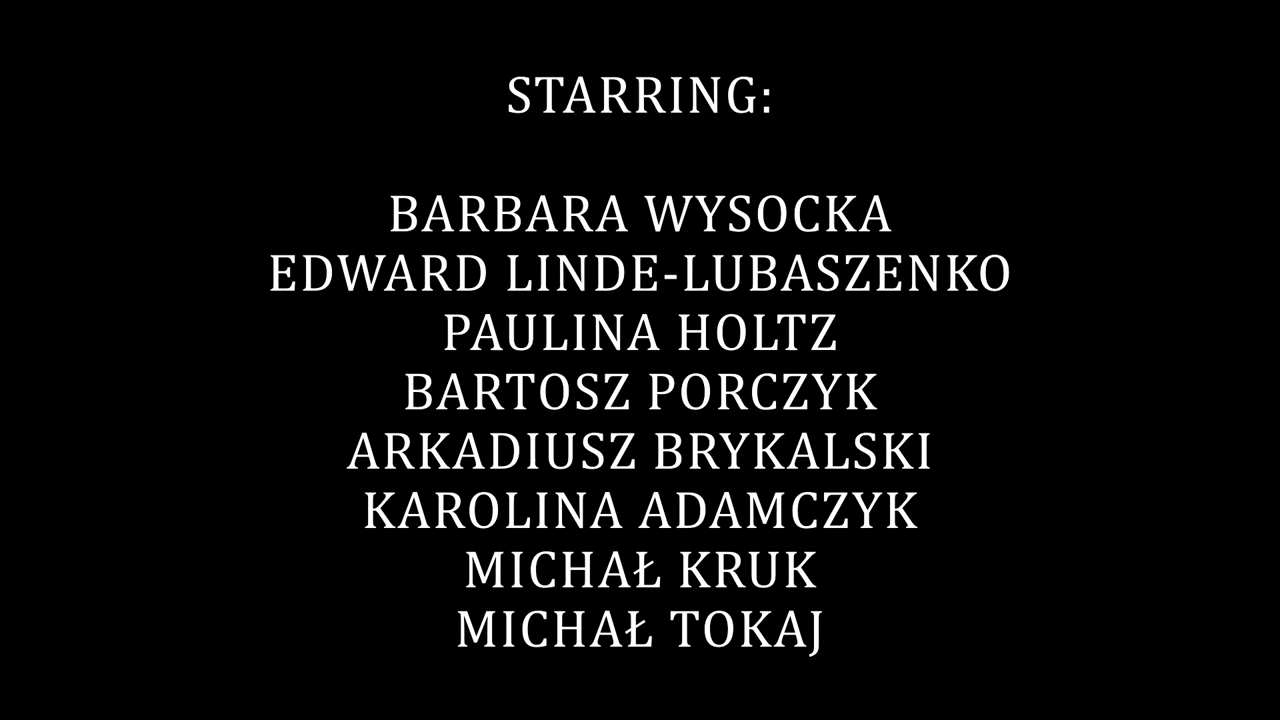 STARRING:
BARBARA WYSOCKA
EDWARD LINDE-LUBASZENKO
PAULINA HOLTZ
BARTOSZ PORCZYK
ARKADIUSZ BRYKALSKI
KAROLINA ADAMCZYK
MICHAŁ KRUK
MICHAŁ TOKAJ